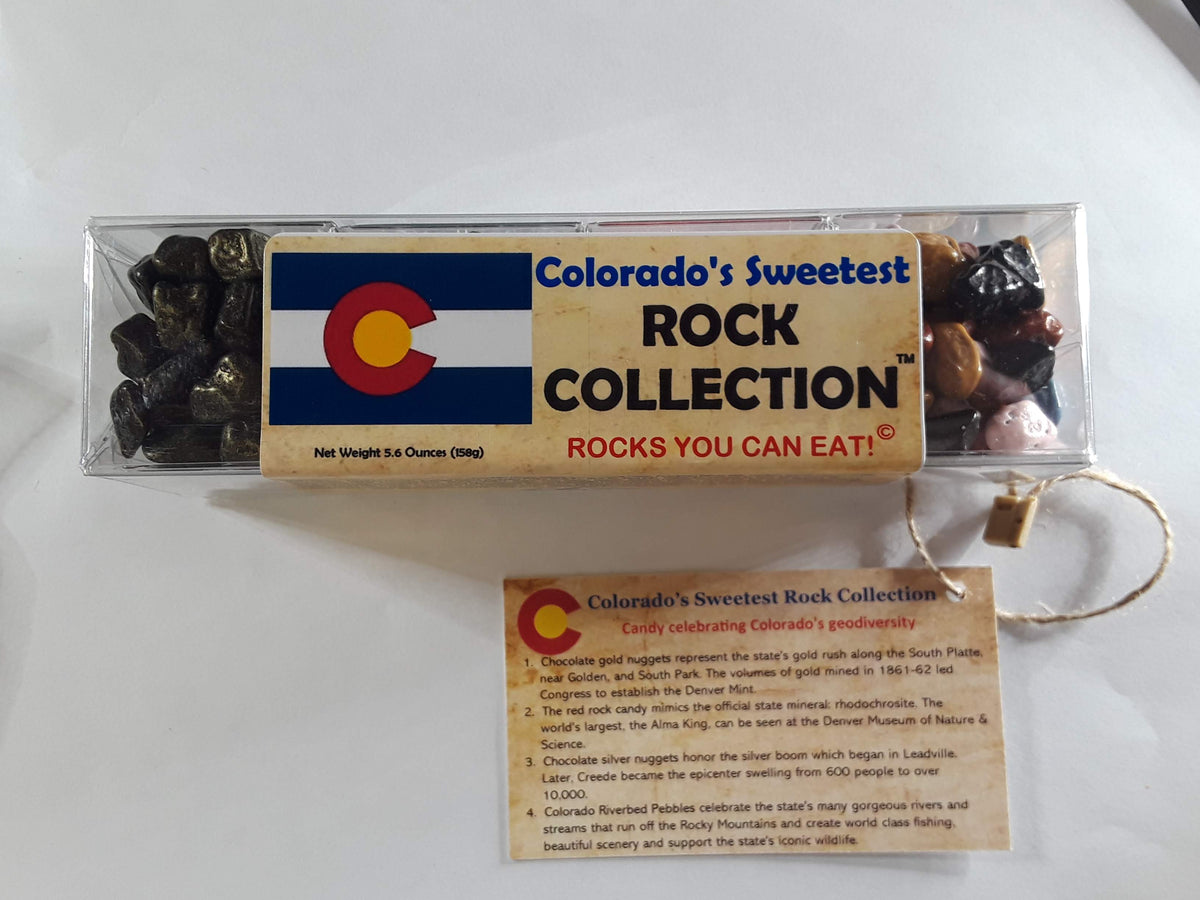 Colorado's Sweetest
ROCK
COLLECTION™
ROCKS YOU CAN EAT!©
Net Weight 5.6 Ounces (158g)
Colorado's Sweetest Rock Collection
Candy celebrating Colorado's geodiversity
1. Chocolate gold nuggets represent the state's gold rush along the South Platte,
near Golden, and South Park. The volumes of gold mined in 1861-62 led
Congress to establish the Denver Mint.
2. The red rock candy mimics the official state mineral: rhodochrosite. The
world's largest, the Alma King, can be seen at the Denver Museum of Nature &
Science.
3. Chocolate silver nuggets honor the silver boom which began in Leadville.
Later, Creede became the epicenter swelling from 600 people to over
10,000.
4. Colorado Riverbed Pebbles celebrate the state's many gorgeous rivers and
streams that run off the Rocky Mountains and create world class fishing,
beautiful scenery and support the state's iconic wildlife.